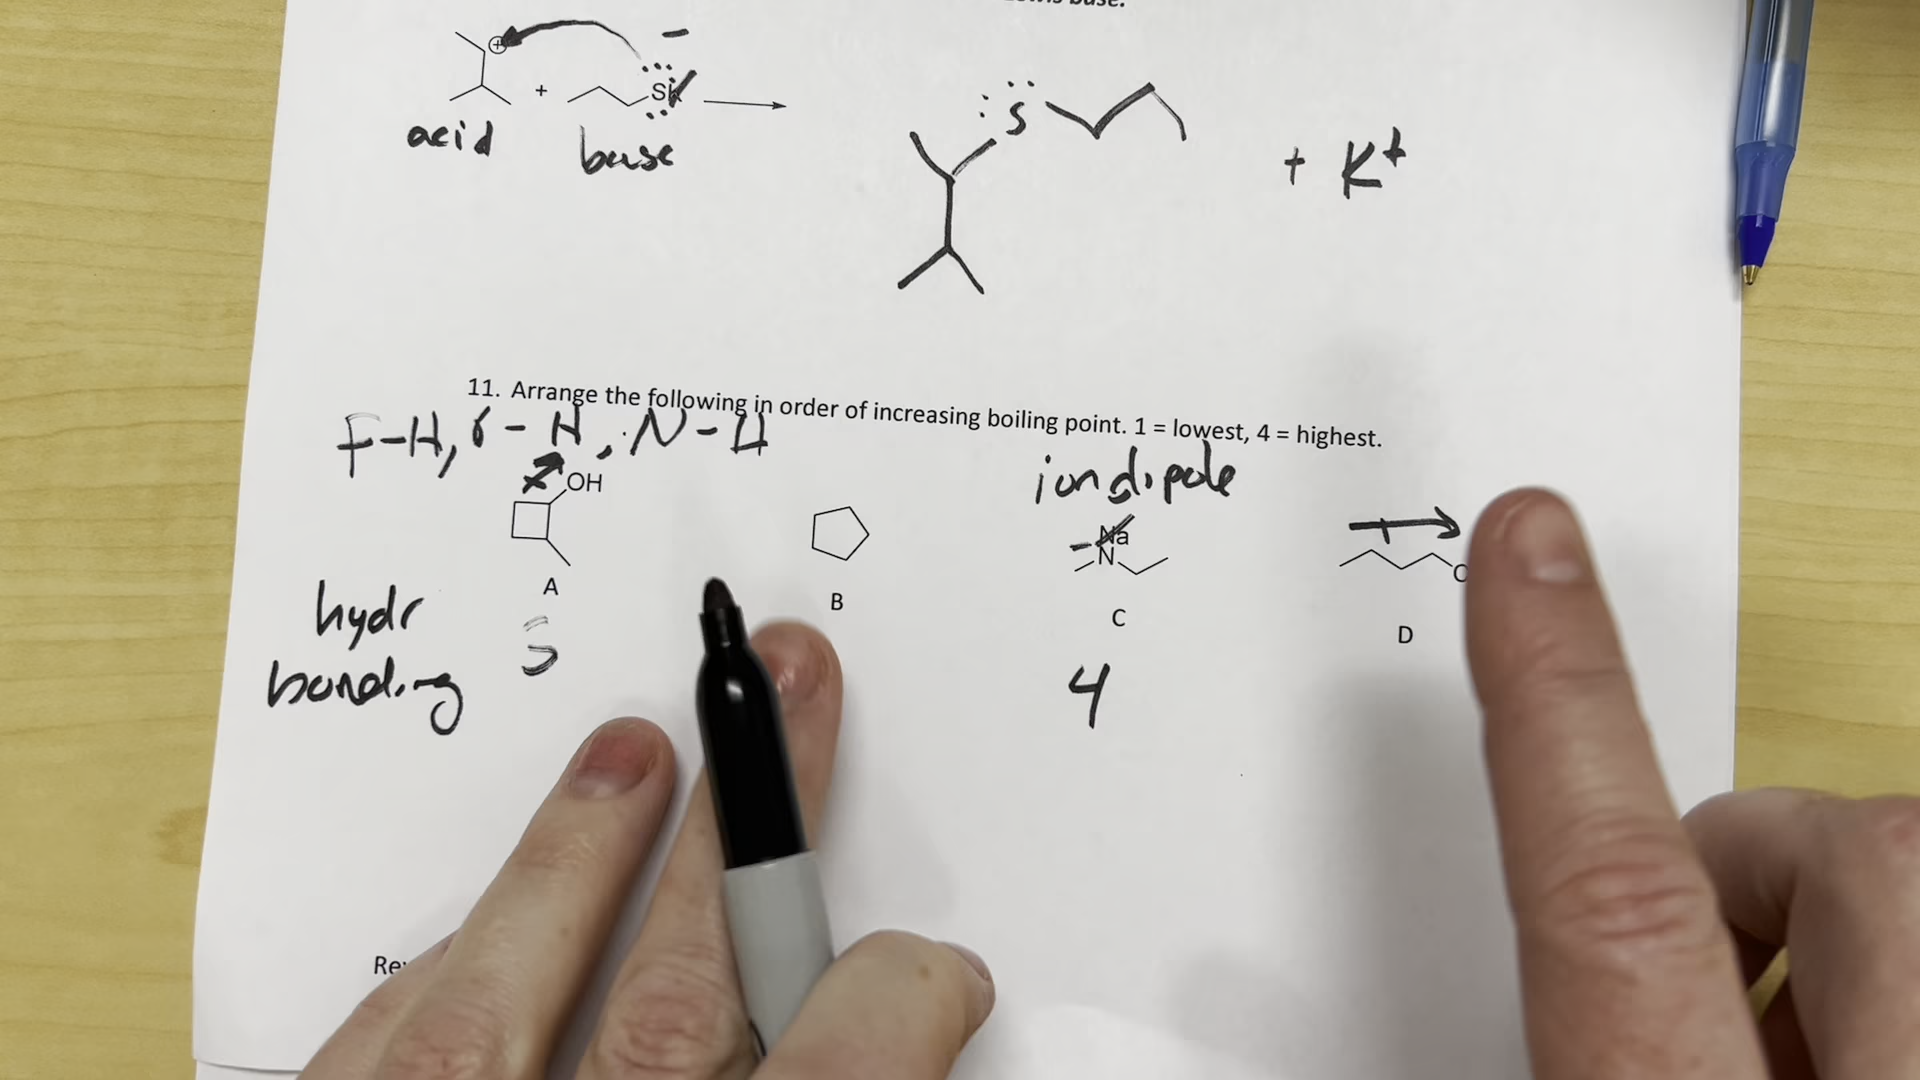 SK
+
acid
base
S
+ K+
11. Arrange the following in order of increasing boiling point. 1 = lowest, 4 = highest.
F-H, O-H, N-H
ion dipole
OH
Na
N
A
B
C
D
hydr
bonding
3
4